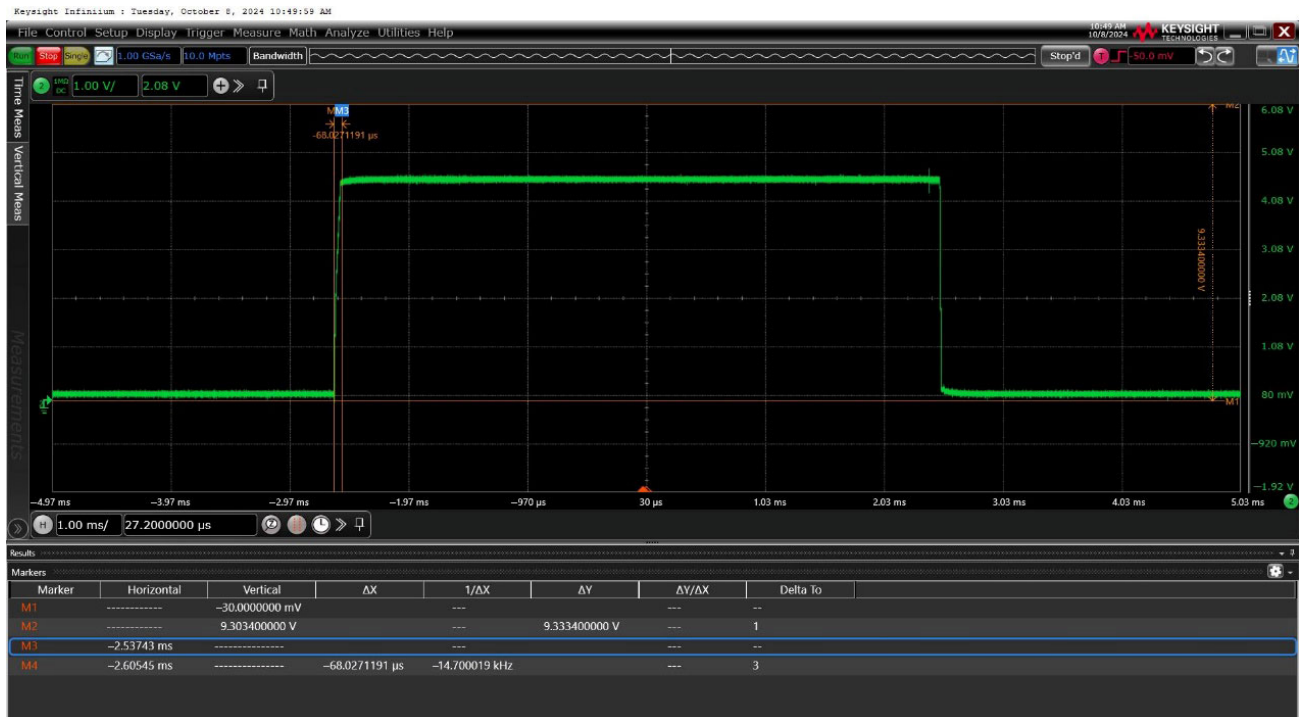 Keysight Infiniium : Tuesday, October 8, 2024 10:49:59 AM
File Control Setup Display Trigger Measure Math Analyze Utilities Help
10:49 AM
10/8/2024
KEYSIGHT
TECHNOLOGIES
Run Stop Single 1.00 GSa/s 10.0 Mpts Bandwidth Stop'd T -50.0 mV
2 1MΩ DC 1.00 V/ 2.08 V
Time Meas
Vertical Meas
Measurements
M3
M2
-68.0271191 µs
6.08 V
5.08 V
4.08 V
3.08 V
2.08 V
1.08 V
80 mV
-920 mV
-1.92 V
9.333400000 V
M1
-4.97 ms -3.97 ms -2.97 ms -1.97 ms -970 µs 30 µs 1.03 ms 2.03 ms 3.03 ms 4.03 ms 5.03 ms 2
H 1.00 ms/ 27.2000000 µs
Results
Markers
Marker Horizontal Vertical ΔX 1/ΔX ΔY ΔY/ΔX Delta To
M1 ------------ -30.0000000 mV --- --- --
M2 ------------ 9.303400000 V --- 9.333400000 V --- 1
M3 -2.53743 ms --------------- --- --- --
M4 -2.60545 ms --------------- -68.0271191 µs -14.700019 kHz --- 3